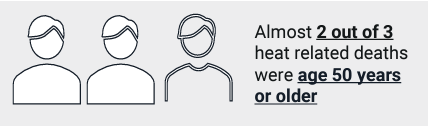 Almost 2 out of 3
heat related deaths
were age 50 years
or older